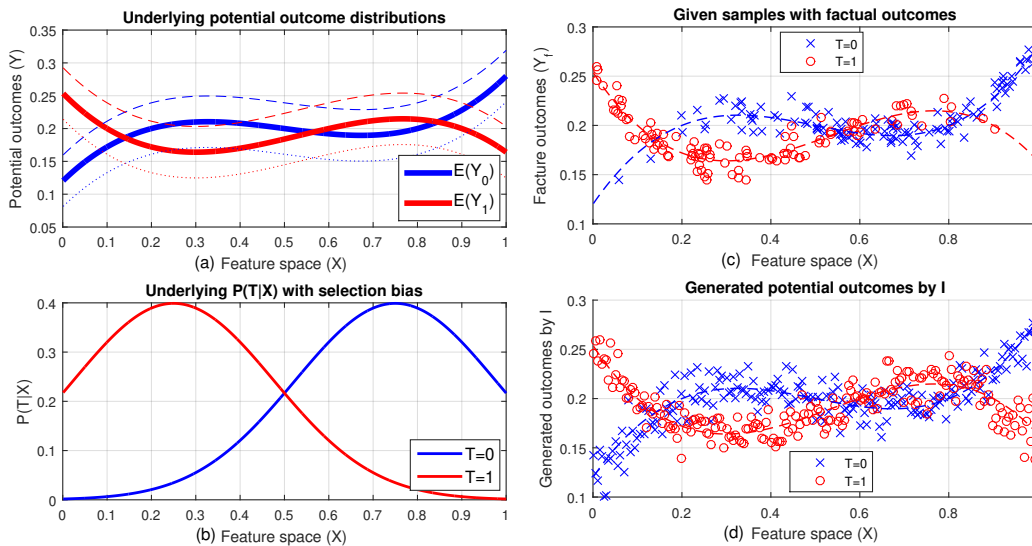 Underlying potential outcome distributions
Potential outcomes (Y)
0.35
0.3
0.25
0.2
0.15
0.1
0.05
E(Y0)
E(Y1)
0 0.1 0.2 0.3 0.4 0.5 0.6 0.7 0.8 0.9 1
(a) Feature space (X)
Given samples with factual outcomes
Facture outcomes (Yf)
0.3
0.25
0.2
0.15
0.1
T=0
T=1
0 0.2 0.4 0.6 0.8
(c) Feature space (X)
Underlying P(T|X) with selection bias
P(T|X)
0.4
0.3
0.2
0.1
0
T=0
T=1
0 0.1 0.2 0.3 0.4 0.5 0.6 0.7 0.8 0.9 1
(b) Feature space (X)
Generated potential outcomes by I
Generated outcomes by I
0.3
0.2
0.1
T=0
T=1
0 0.2 0.4 0.6 0.8
(d) Feature space (X)